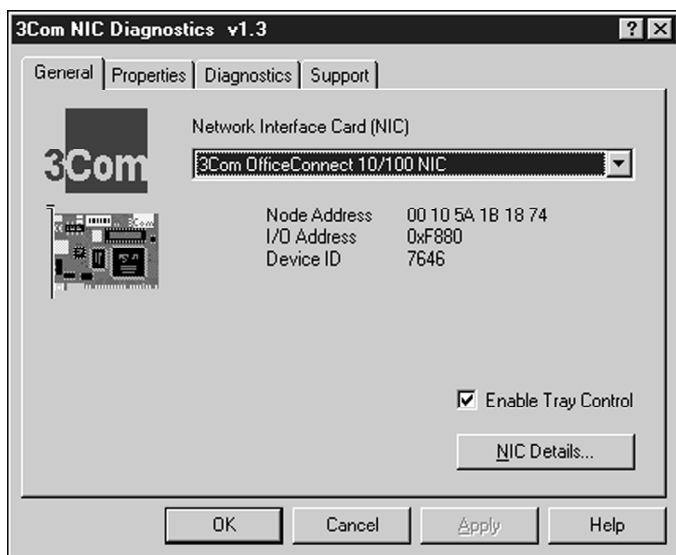 3Com NIC Diagnostics v1.3
General Properties Diagnostics Support
3Com
Network Interface Card (NIC)
3Com OfficeConnect 10/100 NIC
Node Address 00 10 5A 1B 18 74
I/O Address 0xF880
Device ID 7646
3Com
Enable Tray Control
NIC Details...
OK Cancel Apply Help